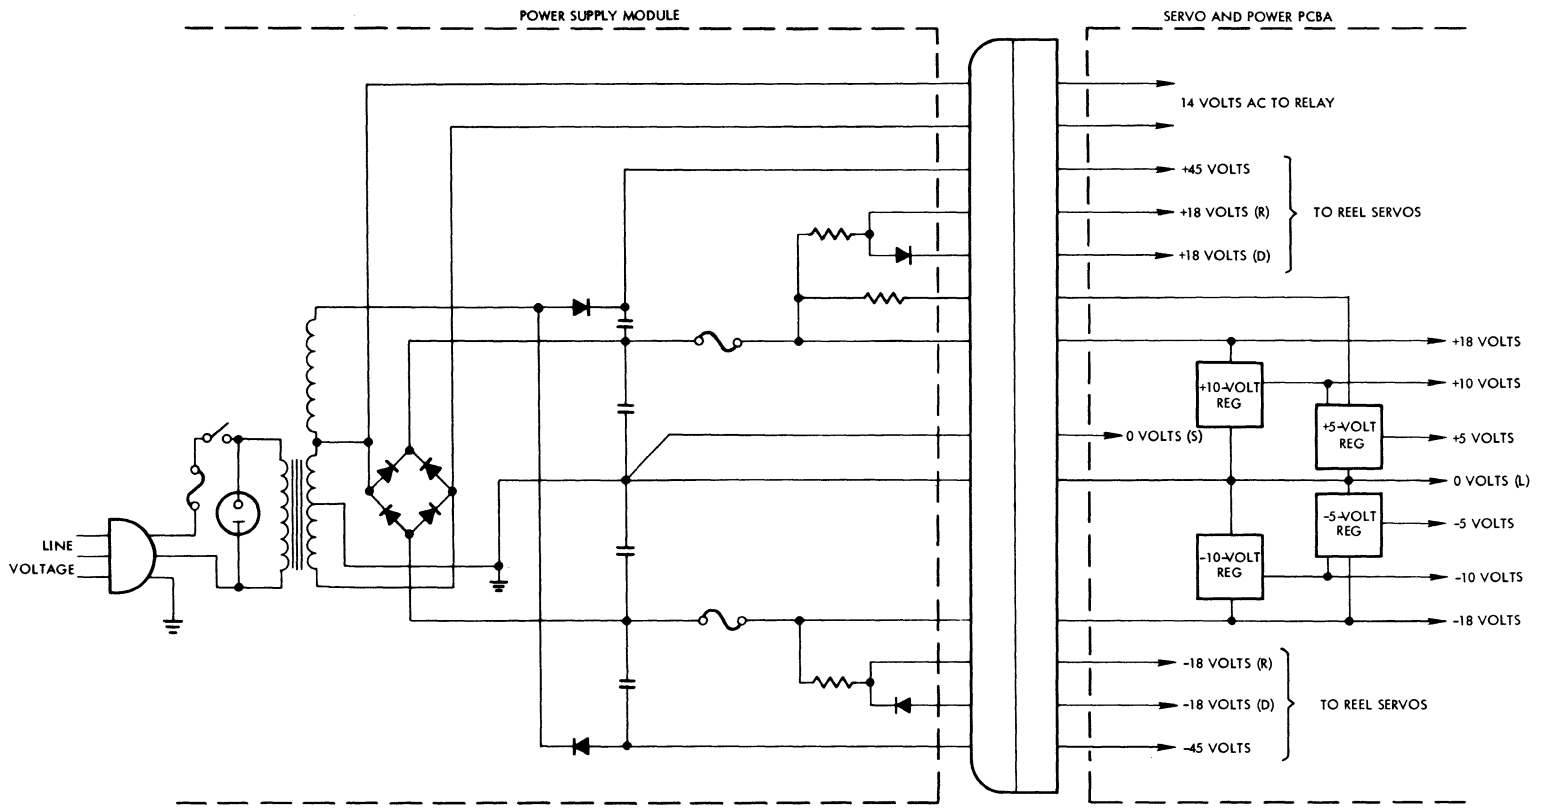 POWER SUPPLY MODULE
SERVO AND POWER PCBA
14 VOLTS AC TO RELAY
+45 VOLTS
+18 VOLTS (R)
TO REEL SERVOS
+18 VOLTS (D)
+18 VOLTS
+10-VOLT
REG
+10 VOLTS
+5-VOLT
REG
+5 VOLTS
0 VOLTS (S)
0 VOLTS (L)
-5-VOLT
REG
-5 VOLTS
LINE
VOLTAGE
-10-VOLT
REG
-10 VOLTS
-18 VOLTS
-18 VOLTS (R)
-18 VOLTS (D)
TO REEL SERVOS
-45 VOLTS